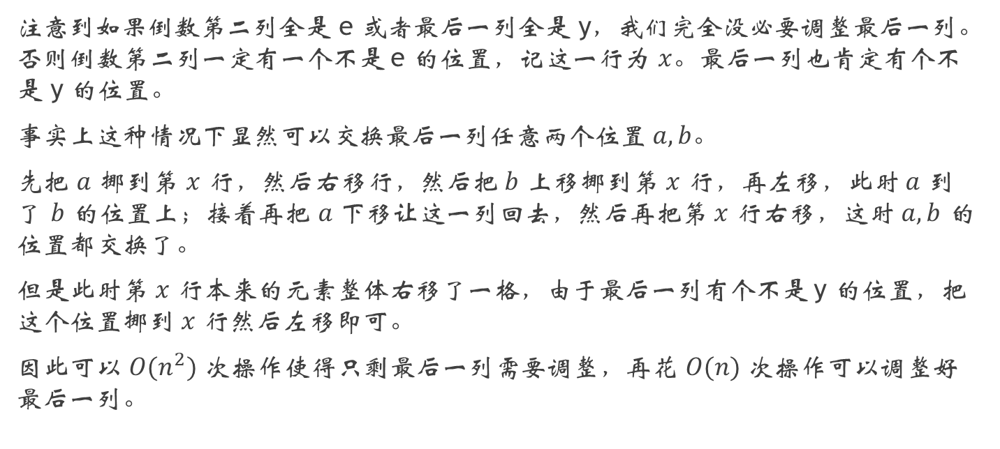 注意到如果倒数第二列全是 e 或者最后一列全是 y，我们完全没必要调整最后一列。
否则倒数第二列一定有一个不是 e 的位置，记这一行为 x。最后一列也肯定有个不
是 y 的位置。
事实上这种情况下显然可以交换最后一列任意两个位置 a, b。
先把 a 挪到第 x 行，然后右移行，然后把 b 上移挪到第 x 行，再左移，此时 a 到
了 b 的位置上；接着再把 a 下移让这一列回去，然后再把第 x 行右移，这时 a, b 的
位置都交换了。
但是此时第 x 行本来的元素整体右移了一格，由于最后一列有个不是 y 的位置，把
这个位置挪到 x 行然后左移即可。
因此可以 O(n²) 次操作使得只剩最后一列需要调整，再花 O(n) 次操作可以调整好
最后一列。